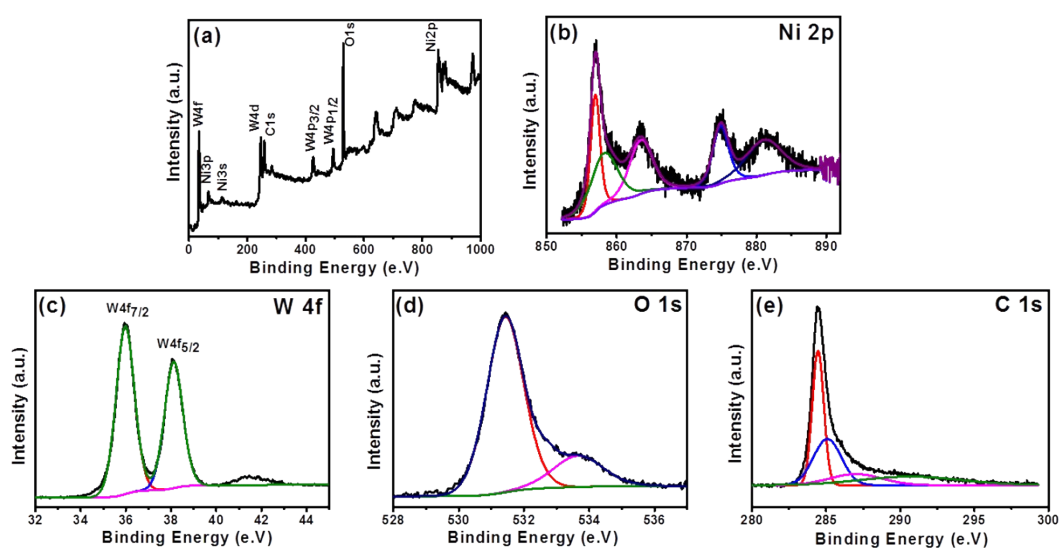 (a)
W4f
Ni3p
Ni3s
W4d
C1s
W4p3/2
W4p1/2
O1s
Ni2p
Intensity (a.u.)
0 200 400 600 800 1000
Binding Energy (e.V)
(b) Ni 2p
Intensity (a.u.)
850 860 870 880 890
Binding Energy (e.V)
(c) W 4f
W4f7/2
W4f5/2
Intensity (a.u.)
32 34 36 38 40 42 44
Binding Energy (e.V)
(d) O 1s
Intensity (a.u.)
528 530 532 534 536
Binding Energy (e.V)
(e) C 1s
Intensity (a.u.)
280 285 290 295 300
Binding Energy (e.V)